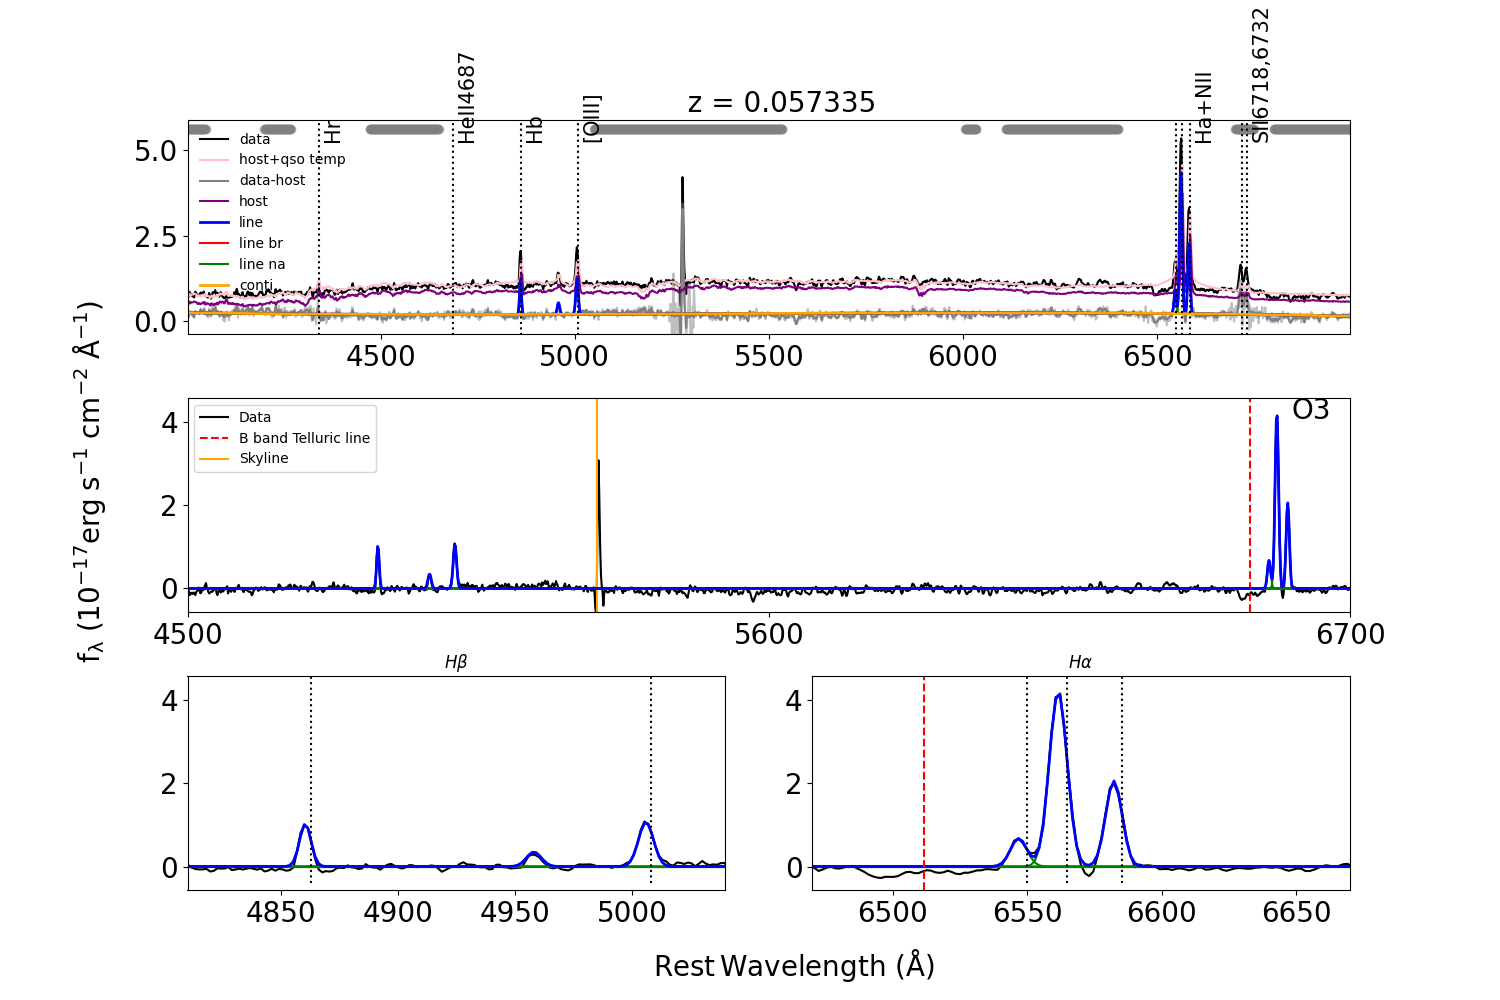 z = 0.057335
Hr
HeII4687
Hb
[OIII]
Ha+NII
SII6718,6732
data
host+qso temp
data-host
host
line
line br
line na
conti
5.0
2.5
0.0
4500 5000 5500 6000 6500
O3
Data
B band Telluric line
Skyline
4
2
0
4500 5600 6700
fλ (10⁻¹⁷erg s⁻¹ cm⁻² Å⁻¹)
Hβ
4
2
0
4850 4900 4950 5000
Hα
4
2
0
6500 6550 6600 6650
Rest Wavelength (Å)